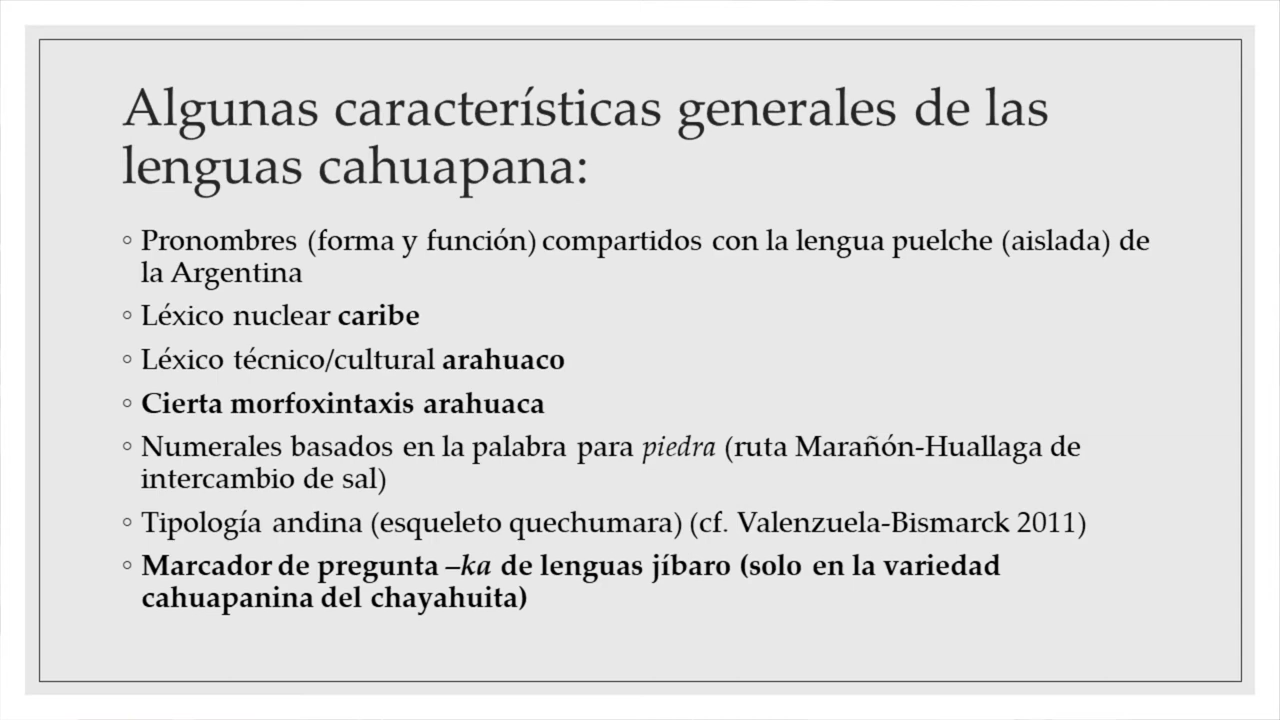 Algunas características generales de las
lenguas cahuapana:
◦ Pronombres (forma y función) compartidos con la lengua puelche (aislada) de
la Argentina
◦ Léxico nuclear caribe
◦ Léxico técnico/cultural arahuaco
◦ Cierta morfoxintaxis arahuaca
◦ Numerales basados en la palabra para piedra (ruta Marañón-Huallaga de
intercambio de sal)
◦ Tipología andina (esqueleto quechumara) (cf. Valenzuela-Bismarck 2011)
◦ Marcador de pregunta –ka de lenguas jíbaro (solo en la variedad
cahuapanina del chayahuita)